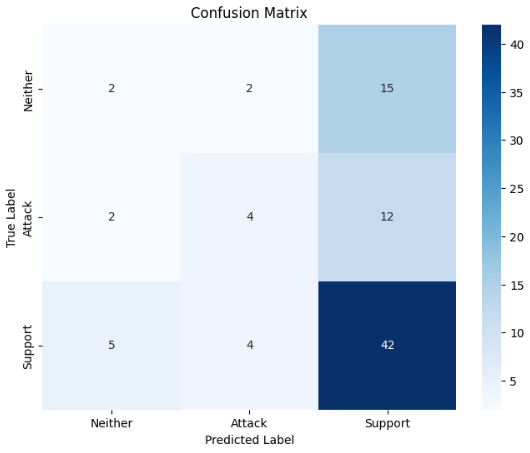 Confusion Matrix
Neither
2
2
15
Attack
2
4
12
Support
5
4
42
True Label
Neither
Attack
Support
Predicted Label
40
35
30
25
20
15
10
5